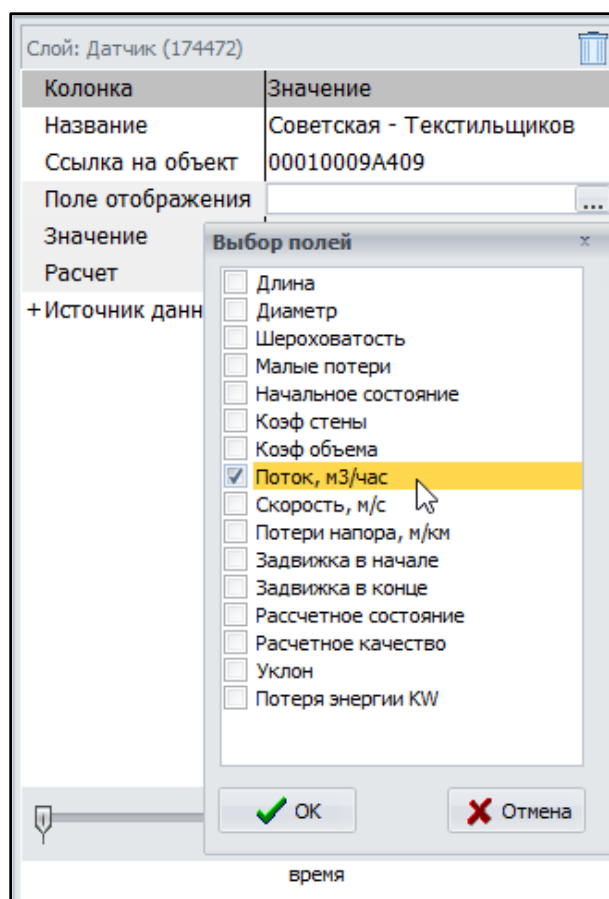 Слой: Датчик (174472)
Колонка Значение
Название Советская - Текстильщиков
Ссылка на объект 00010009A409
Поле отображения ...
Значение
Расчет
+Источник данн
Выбор полей x
Длина
Диаметр
Шероховатость
Малые потери
Начальное состояние
Коэф стены
Коэф объема
Поток, м3/час
Скорость, м/с
Потери напора, м/км
Задвижка в начале
Задвижка в конце
Рассчетное состояние
Расчетное качество
Уклон
Потеря энергии KW
OK Отмена
время